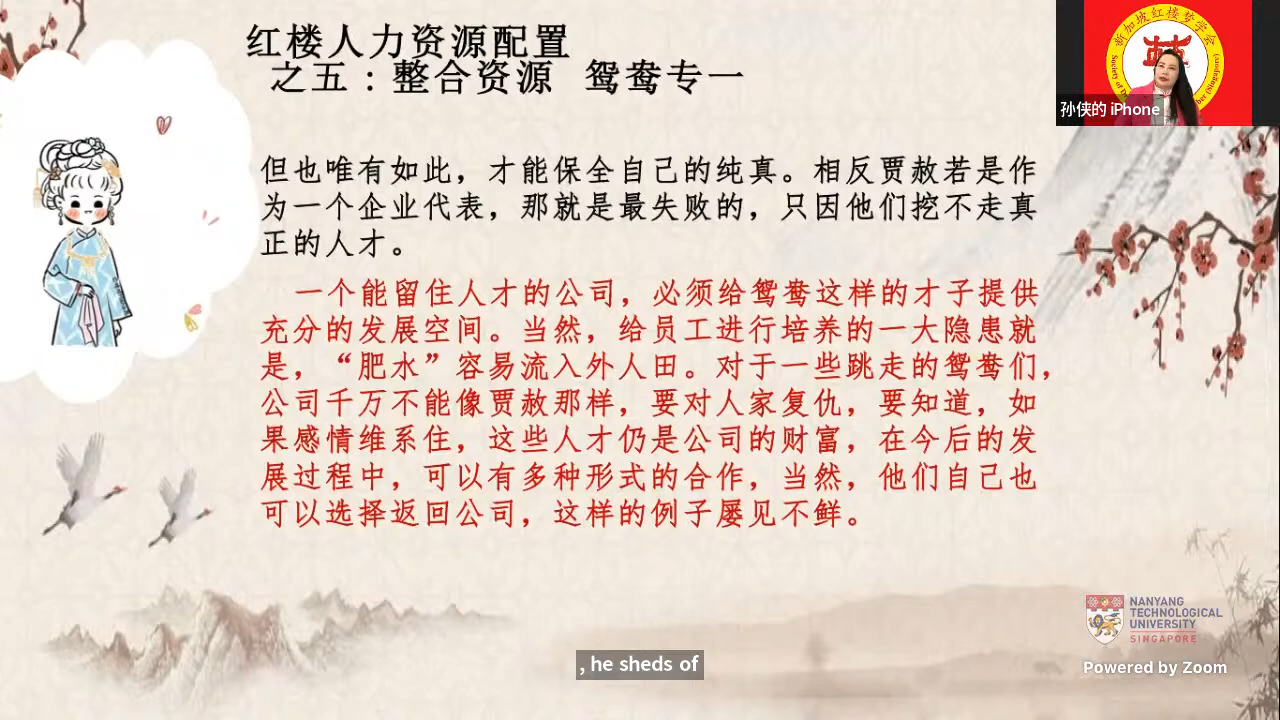 红楼人力资源配置
之五：整合资源 鸳鸯专一
但也唯有如此，才能保全自己的纯真。相反贾赦若是作
为一个企业代表，那就是最失败的，只因他们挖不走真
正的人才。
一个能留住人才的公司，必须给鸳鸯这样的才子提供
充分的发展空间。当然，给员工进行培养的一大隐患就
是，“肥水”容易流入外人田。对于一些跳走的鸳鸯们，
公司千万不能像贾赦那样，要对人家复仇，要知道，如
果感情维系住，这些人才仍是公司的财富，在今后的发
展过程中，可以有多种形式的合作，当然，他们自己也
可以选择返回公司，这样的例子屡见不鲜。
新加坡红楼梦学会
孙侠的 iPhone
NANYANG
TECHNOLOGICAL
UNIVERSITY
SINGAPORE
Powered by Zoom
, he sheds of